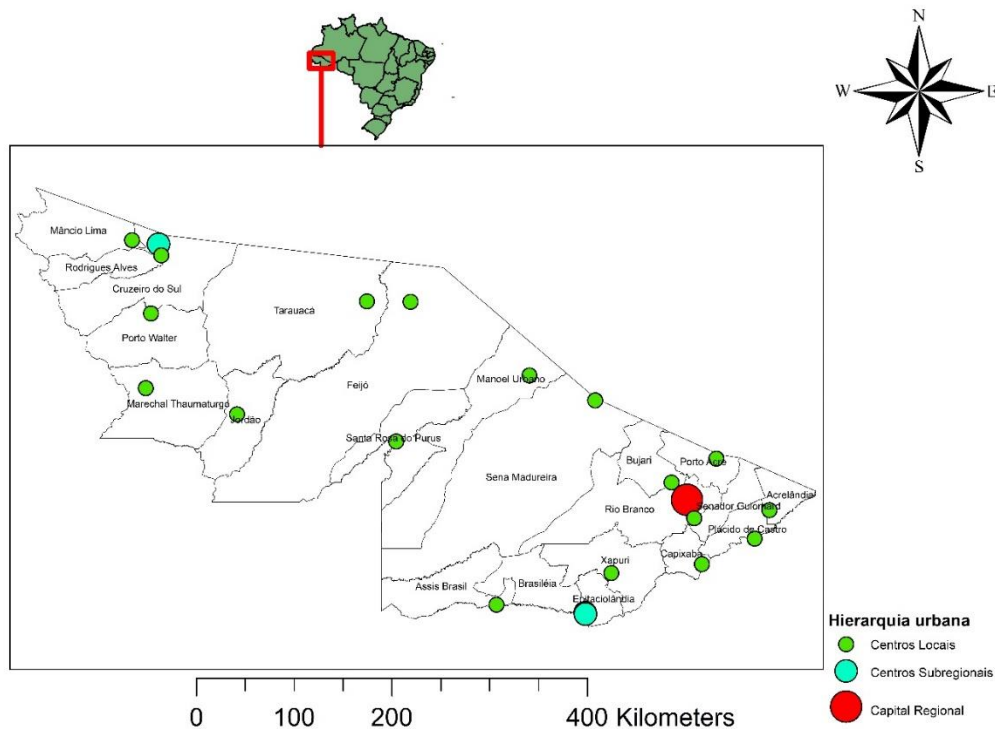 N
W E
S
Mâncio Lima
Rodrigues Alves
Cruzeiro do Sul
Tarauacá
Porto Walter
Manoel Urbano
Feijó
Marechal Thaumaturgo
Jordão
Santa Rosa do Purus
Bujari
Porto Acre
Sena Madureira
Acrelândia
Senador Guiomard
Rio Branco
Plácido de Castro
Xapuri
Capixaba
Assis Brasil
Brasiléia
Epitaciolândia
Hierarquia urbana
Centros Locais
Centros Subregionais
Capital Regional
0 100 200 400 Kilometers